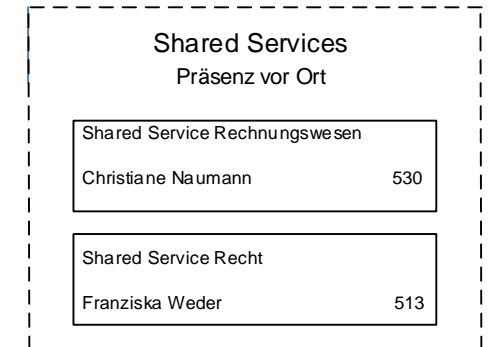 Shared Services
Präsenz vor Ort
Shared Service Rechnungswesen
Christiane Naumann 530
Shared Service Recht
Franziska Weder 513